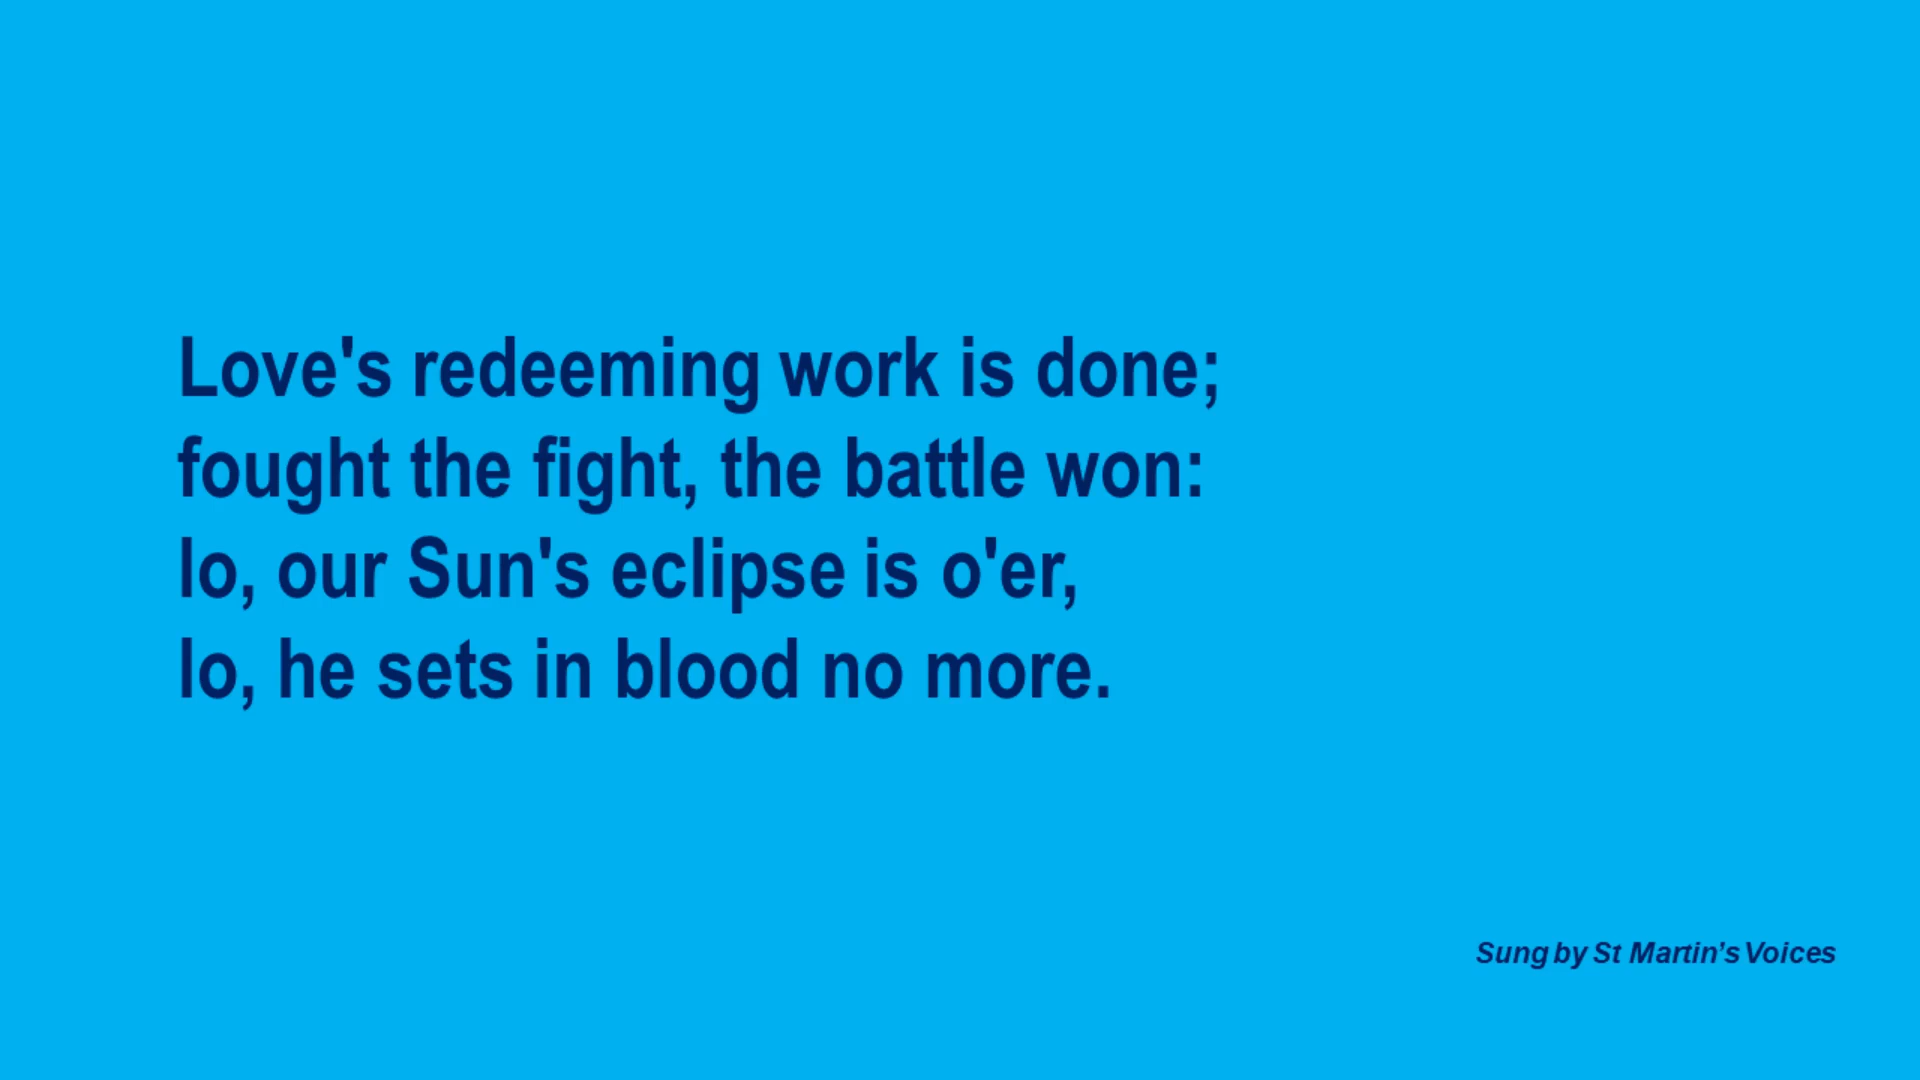 Love's redeeming work is done;
fought the fight, the battle won:
lo, our Sun's eclipse is o'er,
lo, he sets in blood no more.
Sung by St Martin’s Voices